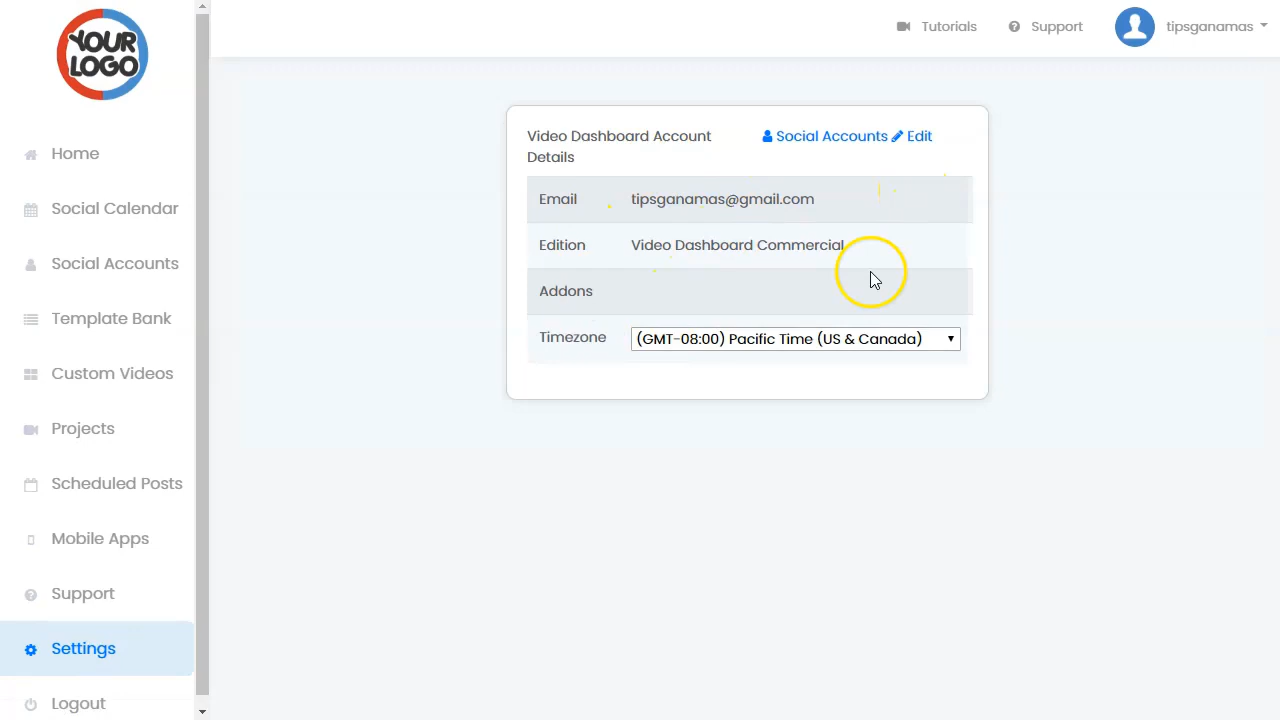 YOUR
LOGO
Tutorials
Support
tipsganamas
Home
Social Calendar
Social Accounts
Template Bank
Custom Videos
Projects
Scheduled Posts
Mobile Apps
Support
Settings
Logout
Video Dashboard Account
Details
Social Accounts Edit
Email tipsganamas@gmail.com
Edition Video Dashboard Commercial
Addons
Timezone (GMT-08:00) Pacific Time (US & Canada)